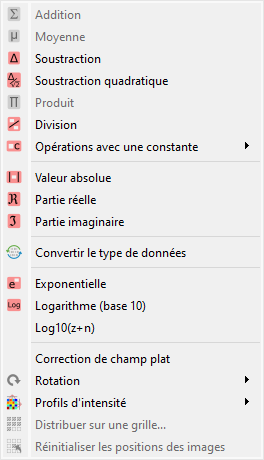 Addition
Moyenne
Soustraction
Soustraction quadratique
Produit
Division
Opérations avec une constante
Valeur absolue
Partie réelle
Partie imaginaire
Convertir le type de données
Exponentielle
Logarithme (base 10)
Log10(z+n)
Correction de champ plat
Rotation
Profils d'intensité
Distribuer sur une grille...
Réinitialiser les positions des images